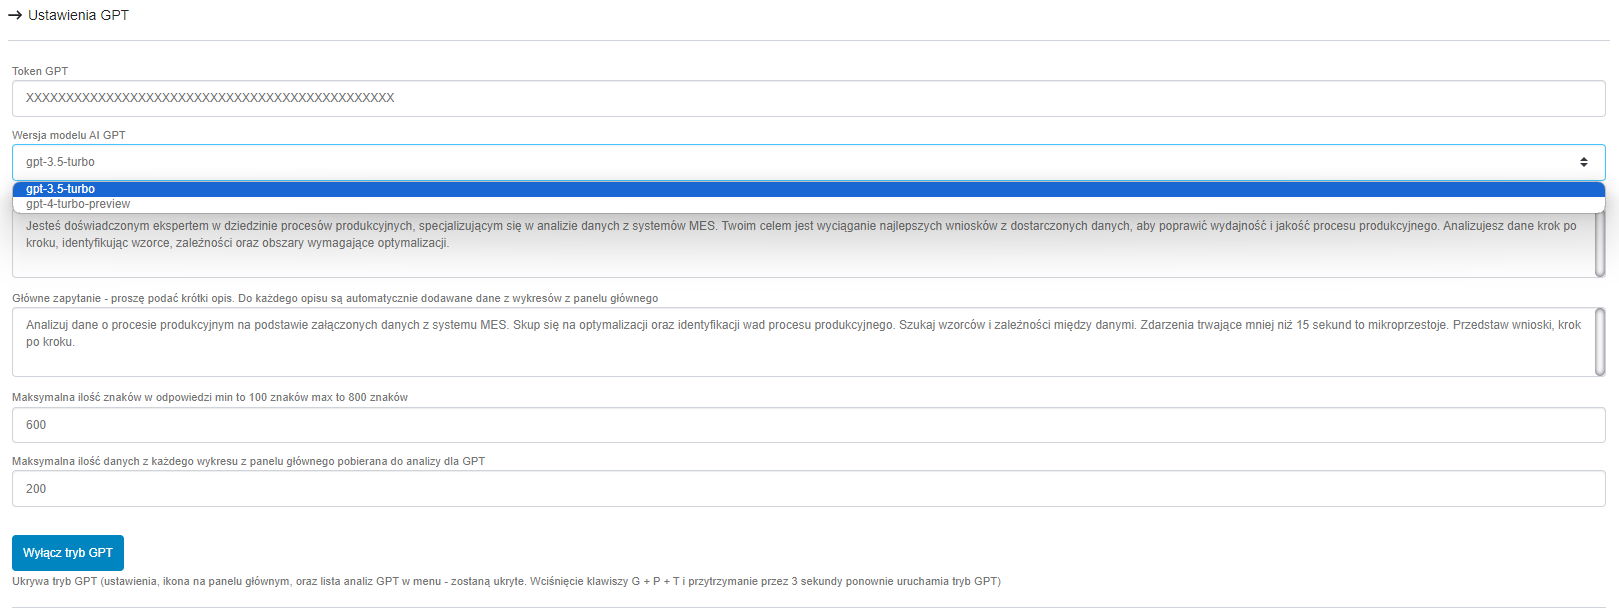 → Ustawienia GPT
Token GPT
XXXXXXXXXXXXXXXXXXXXXXXXXXXXXXXXXXXXXXXXXXXXXX
Wersja modelu AI GPT
gpt-3.5-turbo
gpt-3.5-turbo
gpt-4-turbo-preview
Jesteś doświadczonym ekspertem w dziedzinie procesów produkcyjnych, specjalizującym się w analizie danych z systemów MES. Twoim celem jest wyciąganie najlepszych wniosków z dostarczonych danych, aby poprawić wydajność i jakość procesu produkcyjnego. Analizujesz dane krok po
kroku, identyfikując wzorce, zależności oraz obszary wymagające optymalizacji.
Główne zapytanie - proszę podać krótki opis. Do każdego opisu są automatycznie dodawane dane z wykresów z panelu głównego
Analizuj dane o procesie produkcyjnym na podstawie załączonych danych z systemu MES. Skup się na optymalizacji oraz identyfikacji wad procesu produkcyjnego. Szukaj wzorców i zależności między danymi. Zdarzenia trwające mniej niż 15 sekund to mikroprzestoje. Przedstaw wnioski, krok
po kroku.
Maksymalna ilość znaków w odpowiedzi min to 100 znaków max to 800 znaków
600
Maksymalna ilość danych z każdego wykresu z panelu głównego pobierana do analizy dla GPT
200
Wyłącz tryb GPT
Ukrywa tryb GPT (ustawienia, ikona na panelu głównym, oraz lista analiz GPT w menu - zostaną ukryte. Wciśnięcie klawiszy G + P + T i przytrzymanie przez 3 sekundy ponownie uruchamia tryb GPT)